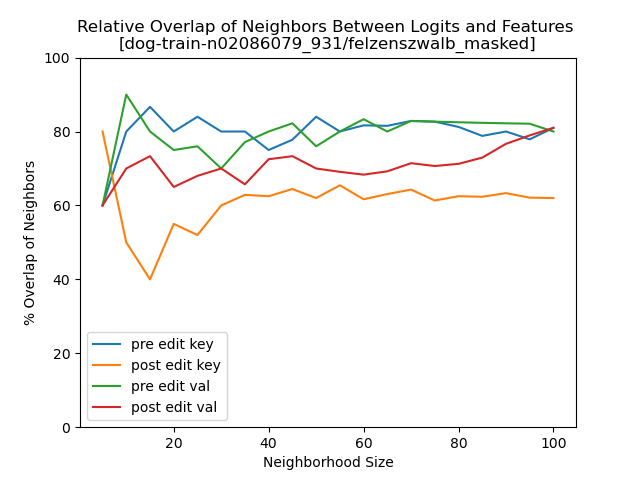 Relative Overlap of Neighbors Between Logits and Features
[dog-train-n02086079_931/felzenszwalb_masked]
100
80
60
40
20
0
% Overlap of Neighbors
pre edit key
post edit key
pre edit val
post edit val
20 40 60 80 100
Neighborhood Size